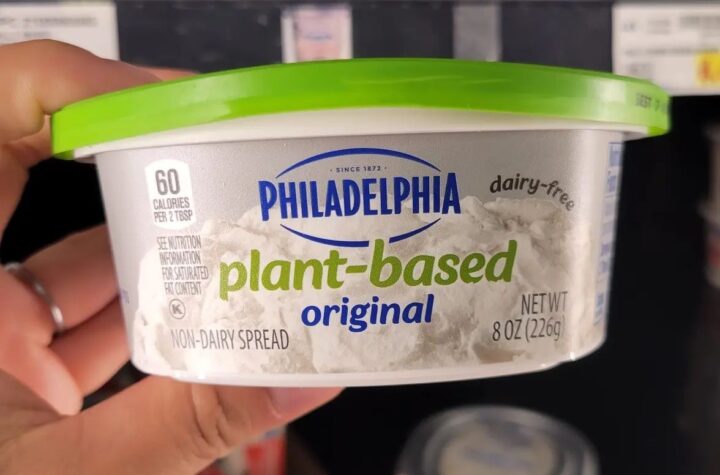 60
CALORIES
PER 2 TBSP
SEE NUTRITION
INFORMATION
FOR SATURATED
FAT CONTENT
K
NON-DAIRY SPREAD
• SINCE 1872 •
PHILADELPHIA
dairy-free
plant-based
original
NET WT
8 OZ (226g)
BEST